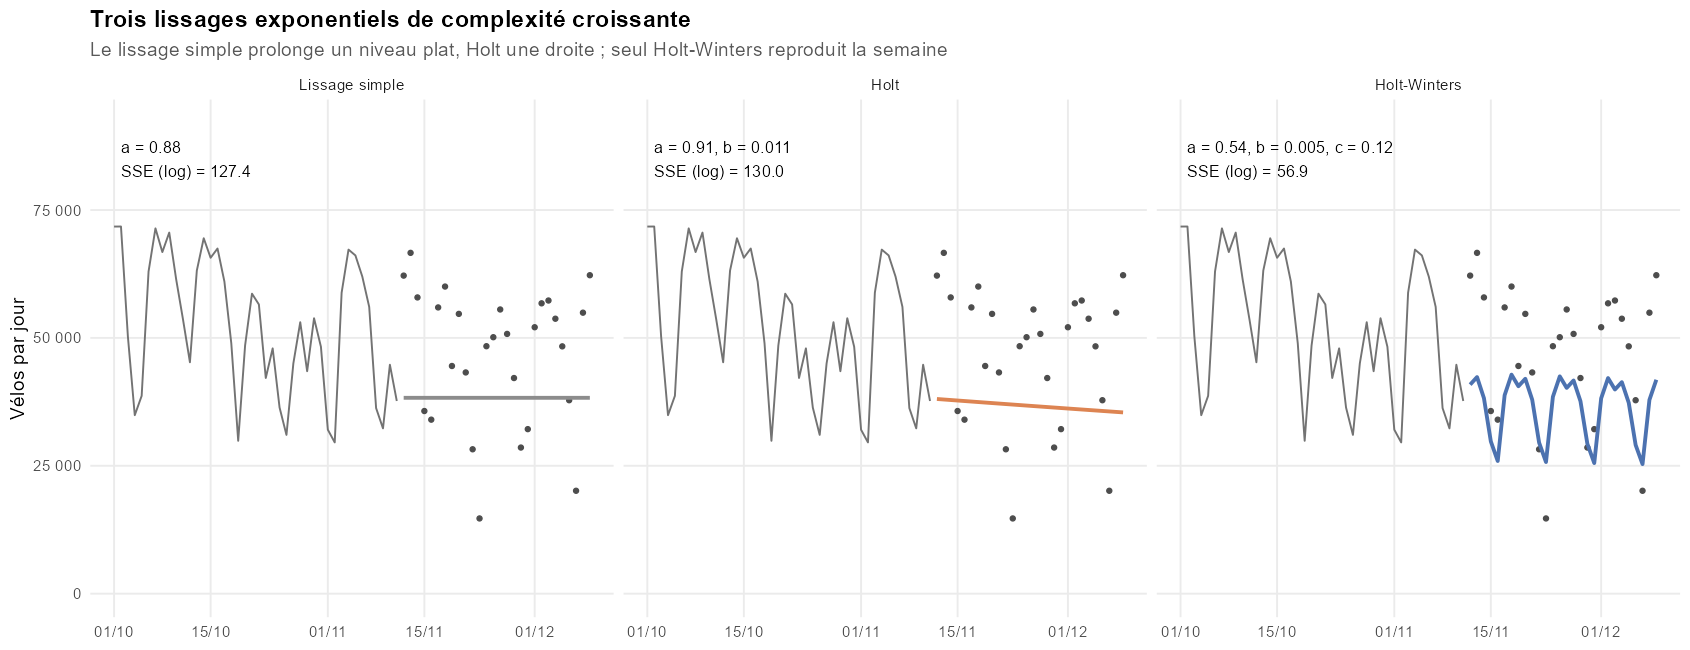 Trois lissages exponentiels de complexité croissante
Le lissage simple prolonge un niveau plat, Holt une droite ; seul Holt-Winters reproduit la semaine
Lissage simple
Holt
Holt-Winters
a = 0.88
SSE (log) = 127.4
a = 0.91, b = 0.011
SSE (log) = 130.0
a = 0.54, b = 0.005, c = 0.12
SSE (log) = 56.9
Vélos par jour
75 000
50 000
25 000
0
01/10
15/10
01/11
15/11
01/12
01/10
15/10
01/11
15/11
01/12
01/10
15/10
01/11
15/11
01/12